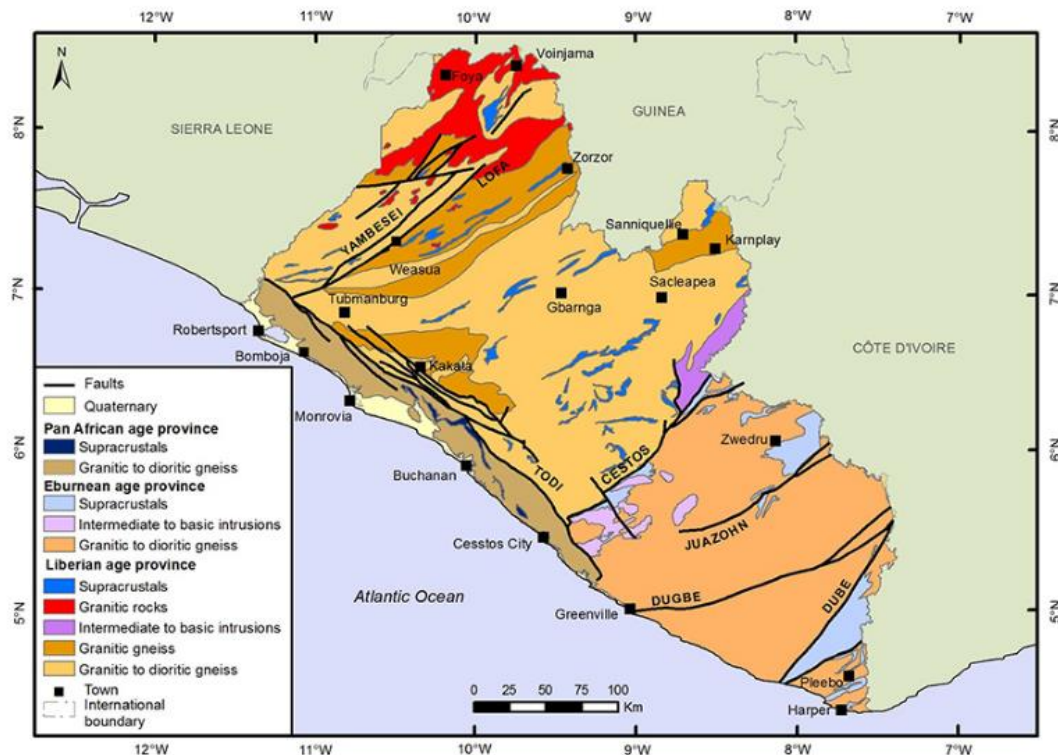 12°W 11°W 10°W 9°W 8°W 7°W
N
8°N
7°N
6°N
5°N
8°N
7°N
6°N
5°N
SIERRA LEONE
GUINEA
CÔTE D'IVOIRE
Voinjama
Foya
Zorzor
LOFA
YAMBESEI
Weasua
Sanniquellie
Karnplay
Sacleapea
Gbarnga
Tubmanburg
Robertsport
Bomboja
Kakata
Monrovia
Buchanan
TODI
CESTOS
Zwedru
JUAZOHN
Cesstos City
Greenville
DUGBE
DUBE
Pleebo
Harper
Atlantic Ocean
Faults
Quaternary
Pan African age province
Supracrustals
Granitic to dioritic gneiss
Eburnean age province
Supracrustals
Intermediate to basic intrusions
Granitic to dioritic gneiss
Liberian age province
Supracrustals
Granitic rocks
Intermediate to basic intrusions
Granitic gneiss
Granitic to dioritic gneiss
Town
International
boundary
0 25 50 75 100
Km
12°W 11°W 10°W 9°W 8°W 7°W